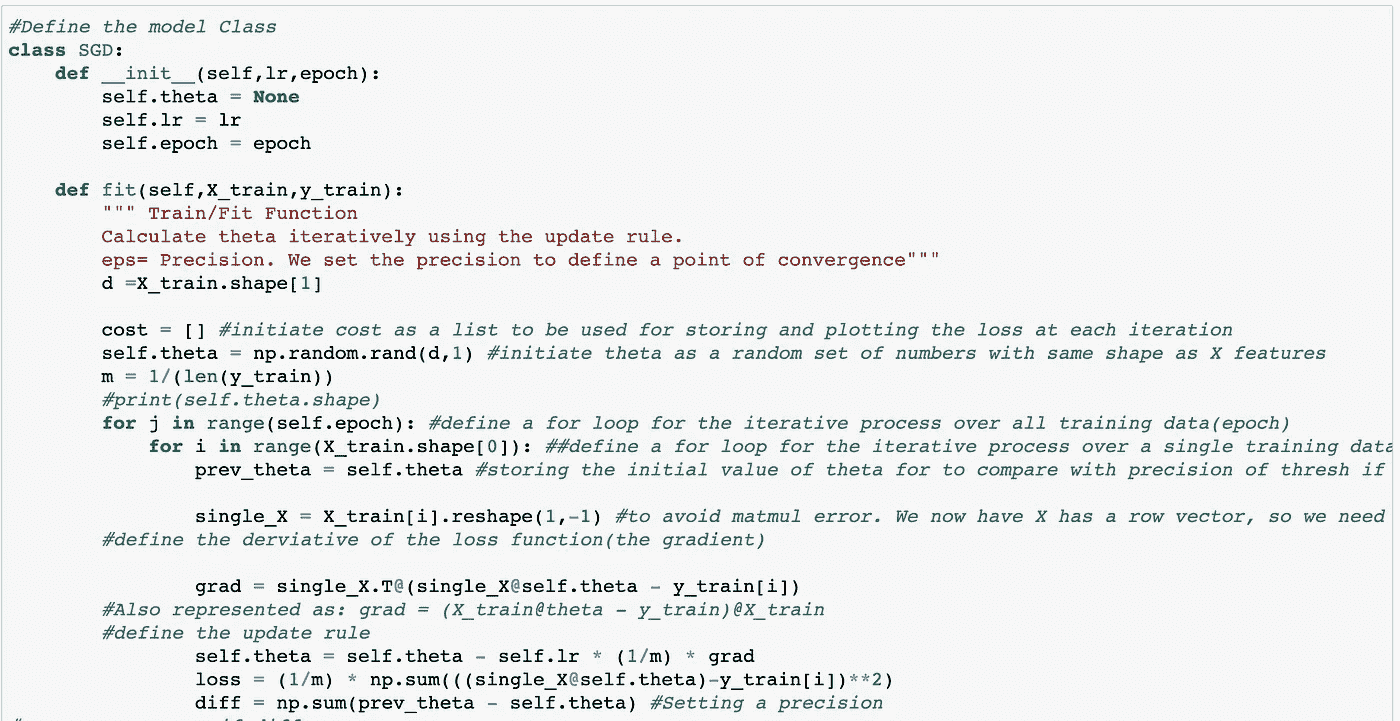 #Define the model Class
class SGD:
    def __init__(self,lr,epoch):
        self.theta = None
        self.lr = lr
        self.epoch = epoch

    def fit(self,X_train,y_train):
        """ Train/Fit Function
        Calculate theta iteratively using the update rule.
        eps= Precision. We set the precision to define a point of convergence"""
        d =X_train.shape[1]

        cost = [] #initiate cost as a list to be used for storing and plotting the loss at each iteration
        self.theta = np.random.rand(d,1) #initiate theta as a random set of numbers with same shape as X features
        m = 1/(len(y_train))
        #print(self.theta.shape)
        for j in range(self.epoch): #define a for loop for the iterative process over all training data(epoch)
            for i in range(X_train.shape[0]): ##define a for loop for the iterative process over a single training data
                prev_theta = self.theta #storing the initial value of theta for to compare with precision of thresh if

                single_X = X_train[i].reshape(1,-1) #to avoid matmul error. We now have X has a row vector, so we need
        #define the derviative of the loss function(the gradient)

                grad = single_X.T@(single_X@self.theta - y_train[i])
        #Also represented as: grad = (X_train@theta - y_train)@X_train
        #define the update rule
                self.theta = self.theta - self.lr * (1/m) * grad
                loss = (1/m) * np.sum(((single_X@self.theta)-y_train[i])**2)
                diff = np.sum(prev_theta - self.theta) #Setting a precision